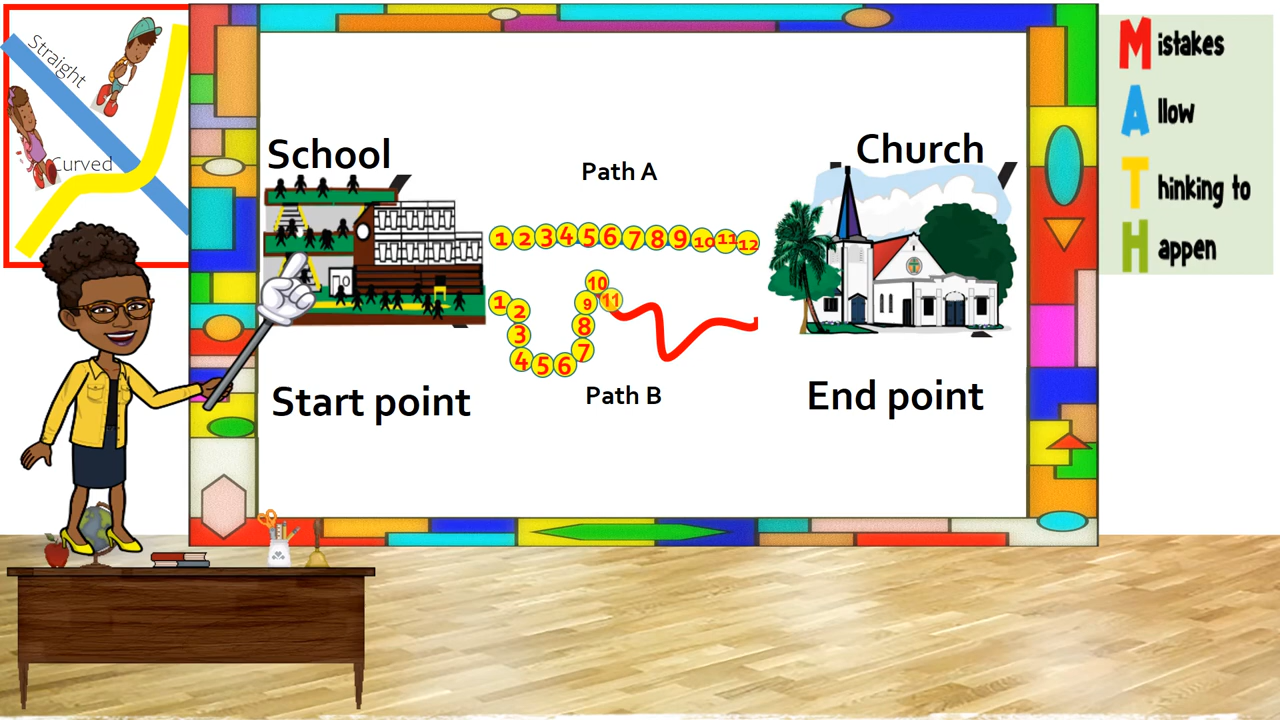 Straight
Curved
School
Path A
Church
1 2 3 4 5 6 7 8 9 10 11 12
1 2 3 4 5 6 7 8 9 10 11
Path B
Start point
End point
Mistakes
Allow
Thinking to
Happen